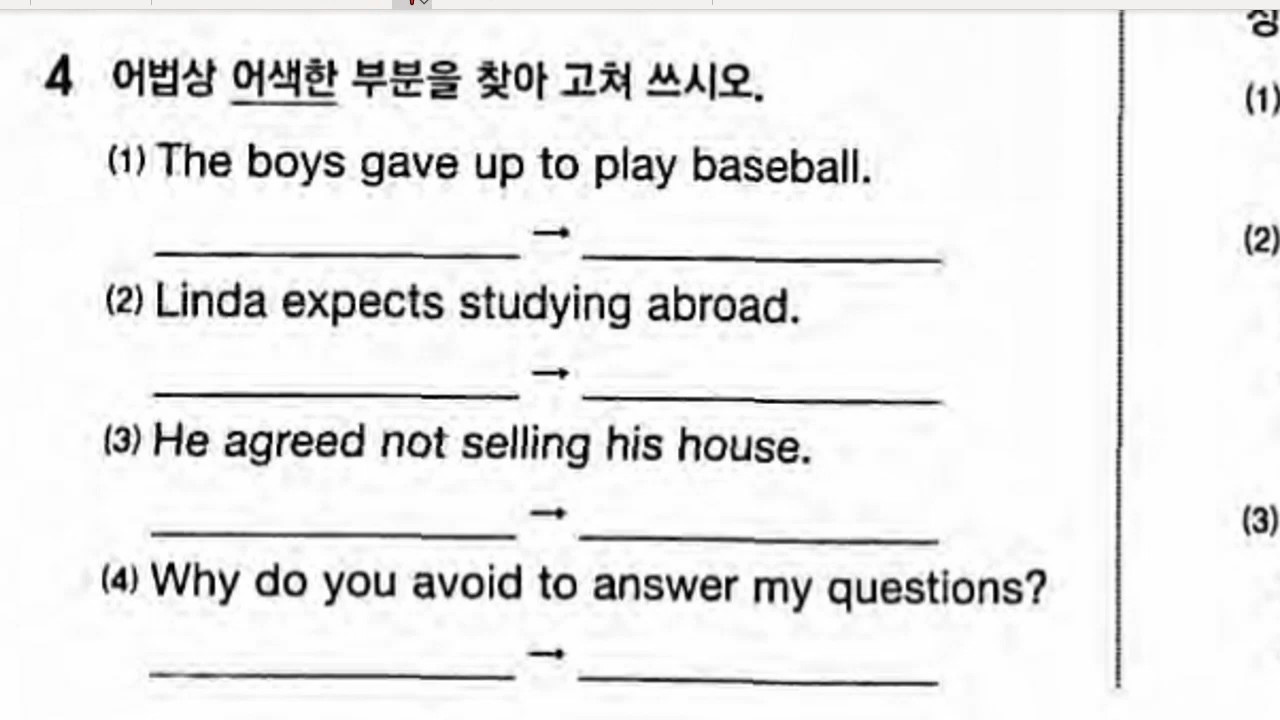 4 어법상 어색한 부분을 찾아 고쳐 쓰시오.
(1) The boys gave up to play baseball.
→
(2) Linda expects studying abroad.
→
(3) He agreed not selling his house.
→
(4) Why do you avoid to answer my questions?
→
(1)
(2)
(3)